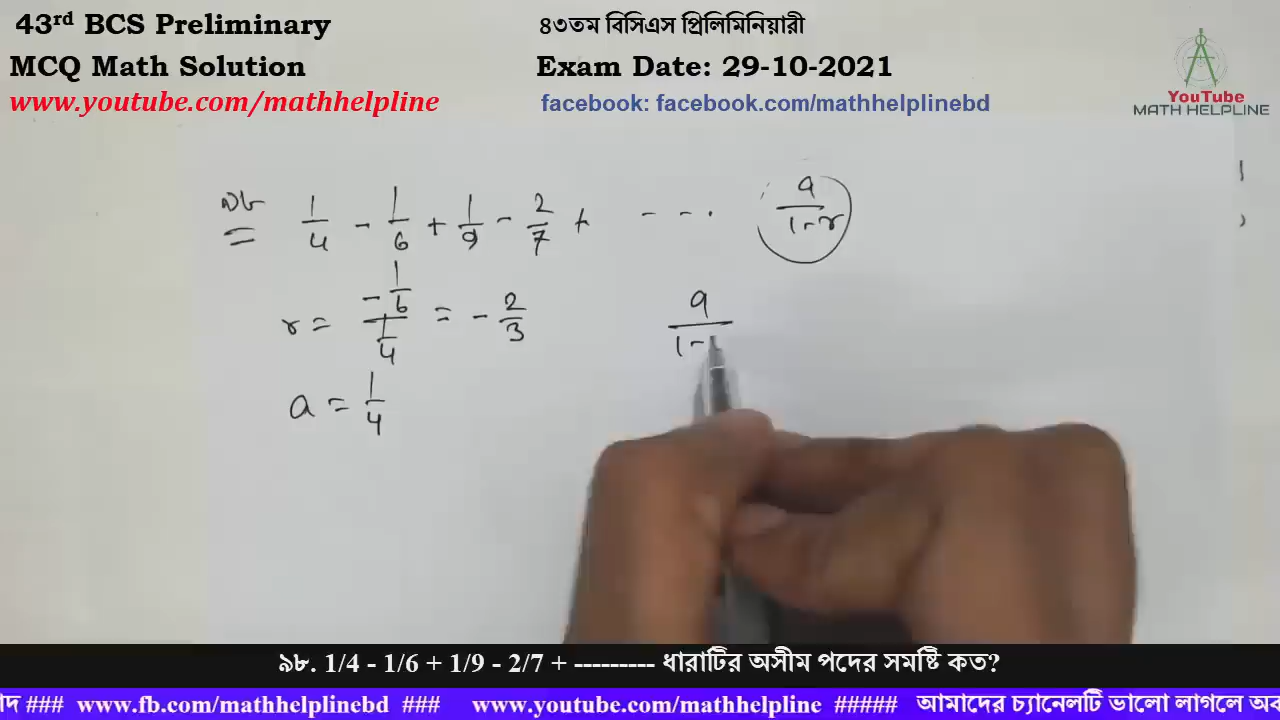 43rd BCS Preliminary
৪৩তম বিসিএস প্রিলিমিনিয়ারী
MCQ Math Solution
Exam Date: 29-10-2021
www.youtube.com/mathhelpline
facebook: facebook.com/mathhelplinebd
YouTube
MATH HELPLINE
৯৮ 1/4 - 1/6 + 1/9 - 2/7 + - - - . a/(1-r)
r = (-1/6)/(1/4) = - 2/3
a/(1-
a = 1/4
৯৮. 1/4 - 1/6 + 1/9 - 2/7 + --------- ধারাটির অসীম পদের সমষ্টি কত?
াদ ### www.fb.com/mathhelplinebd ### www.youtube.com/mathhelpline ##### আমাদের চ্যানেলটি ভালো লাগলে অব